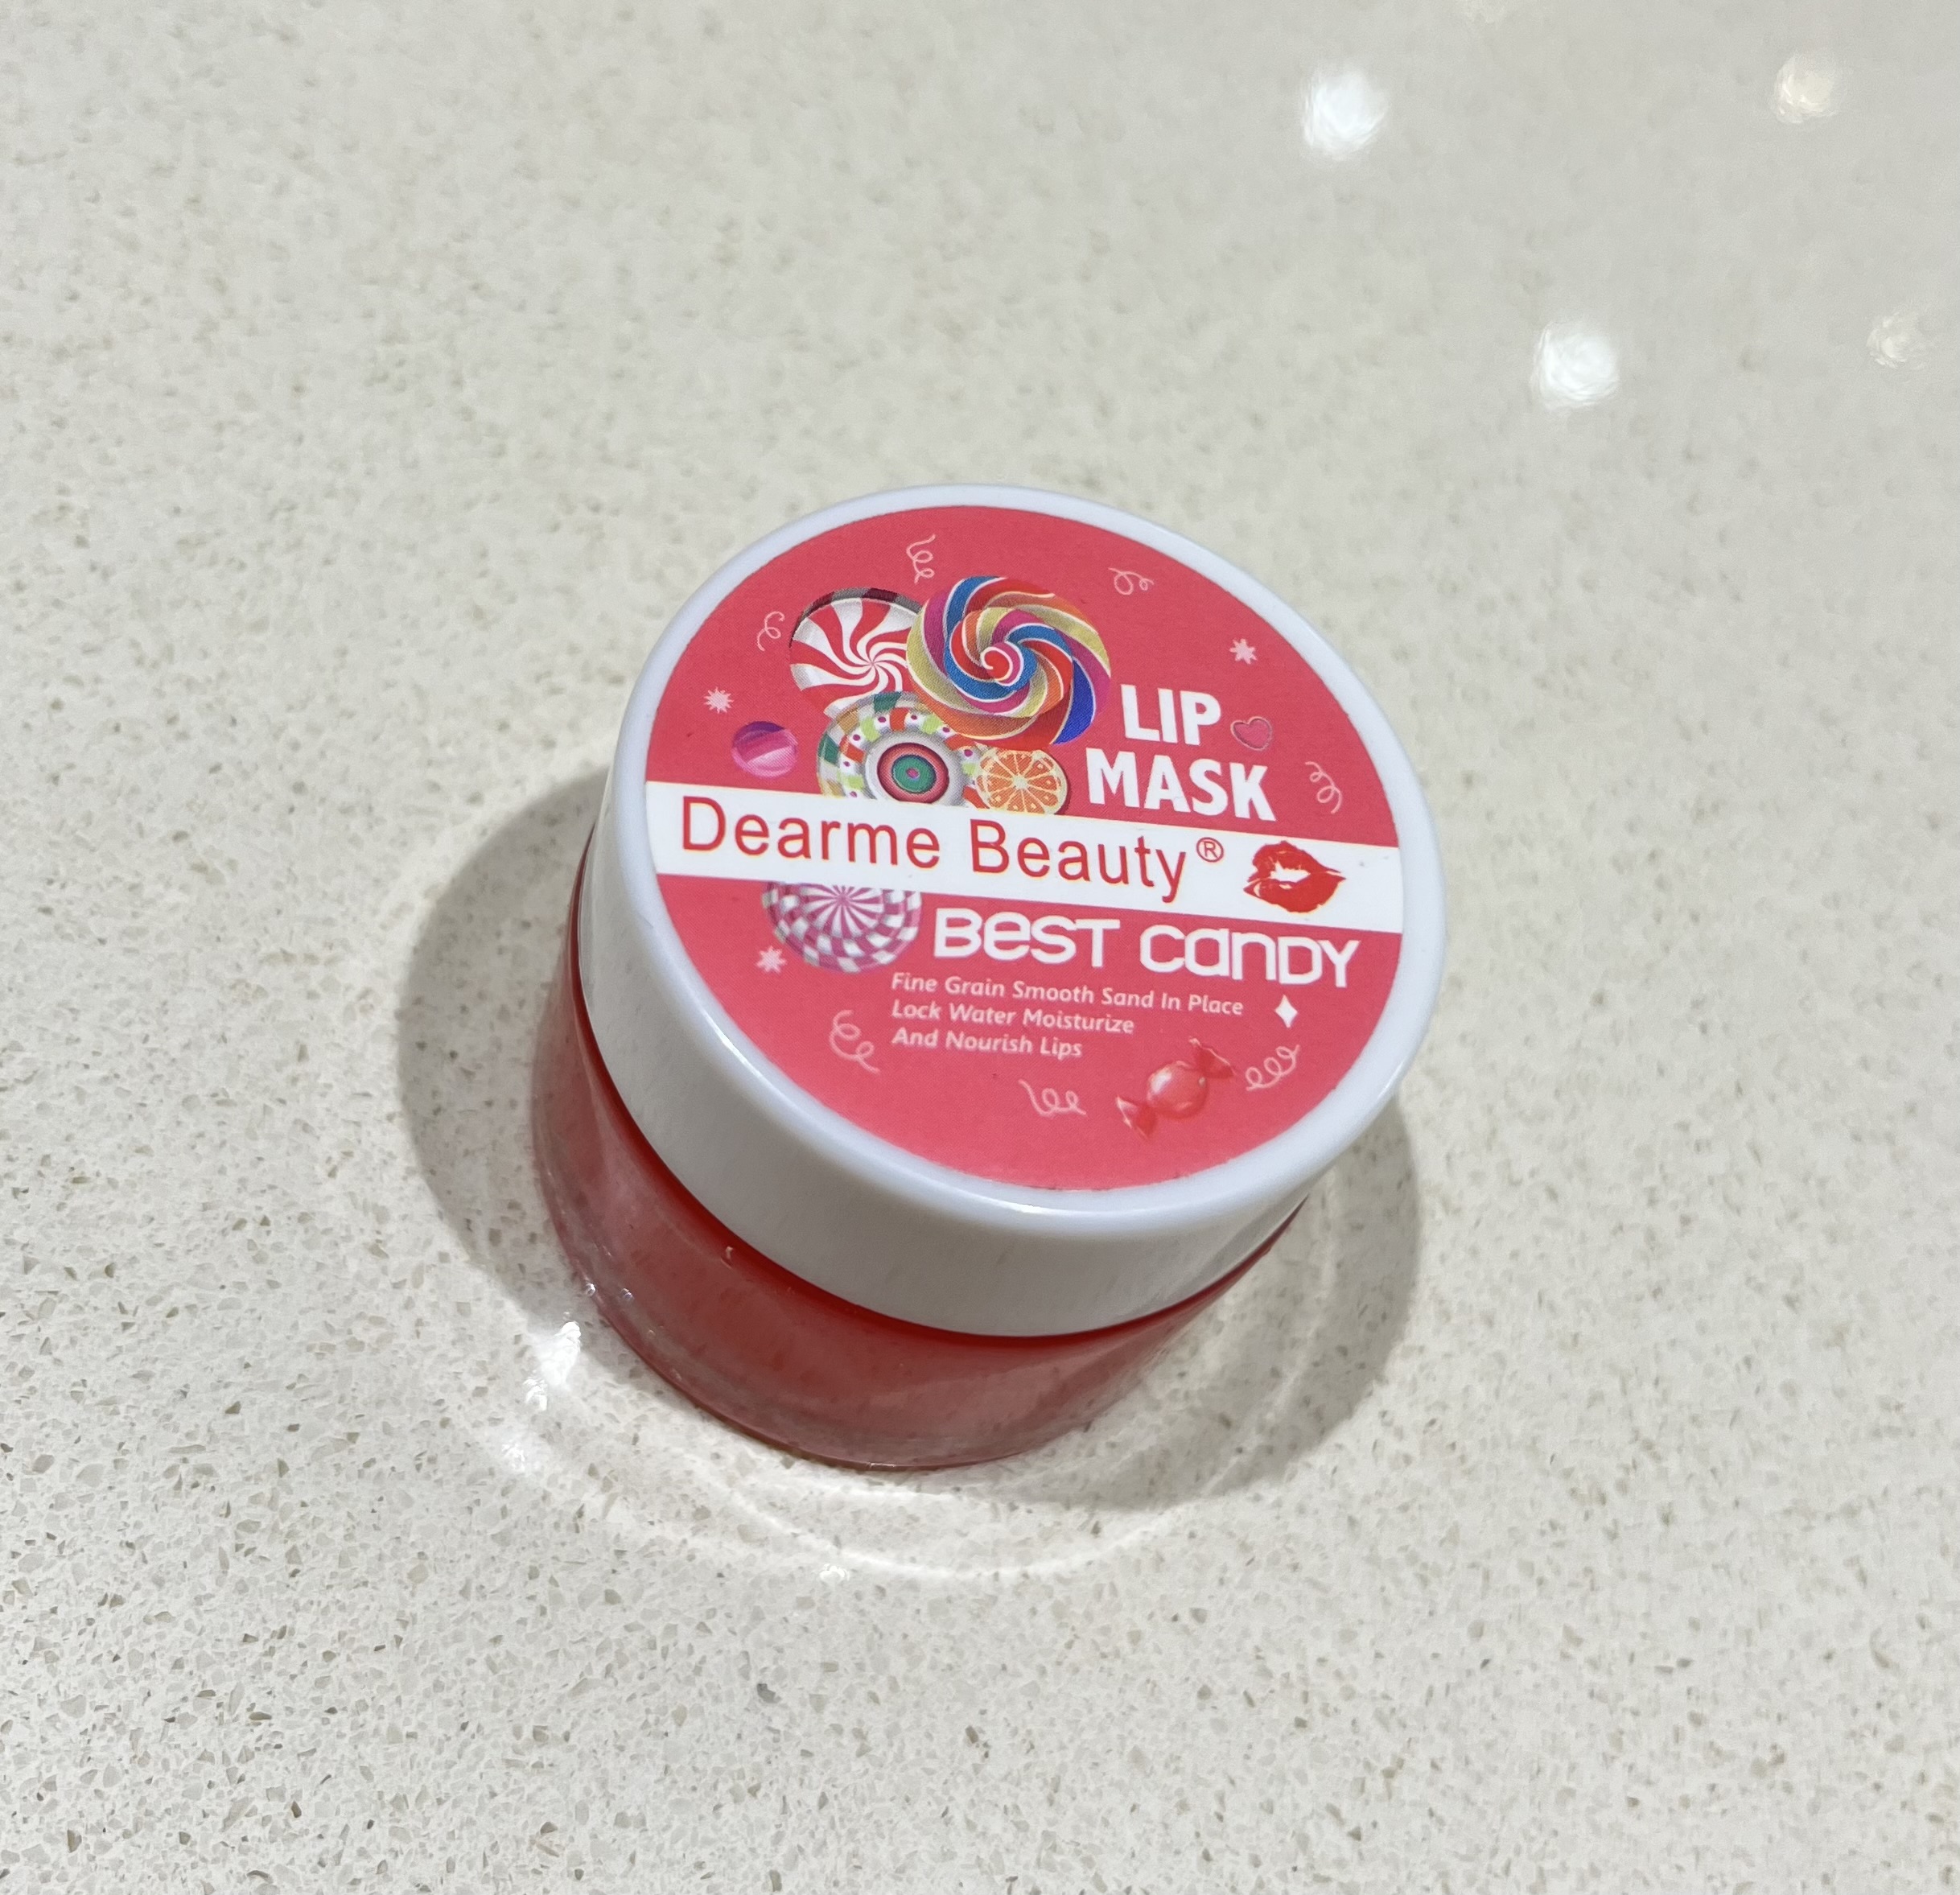 LIP
MASK
Dearme Beauty®
BEST CANDY
Fine Grain Smooth Sand In Place
Lock Water Moisturize
And Nourish Lips